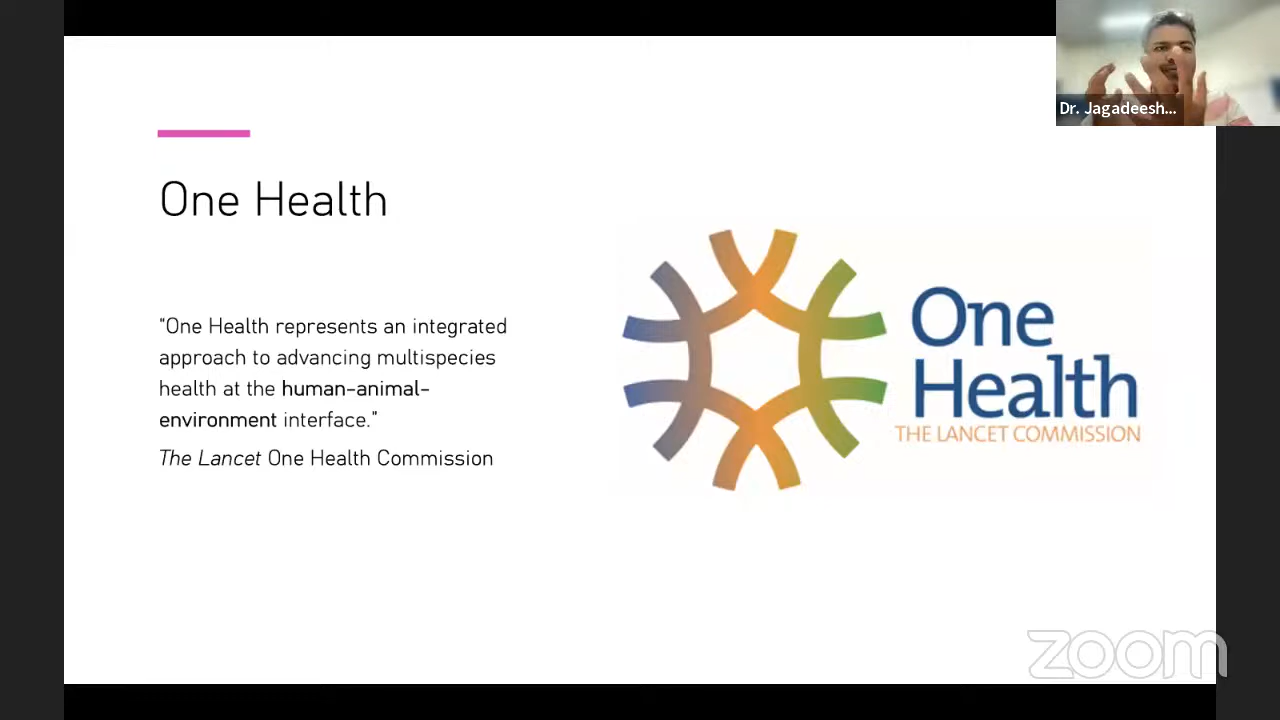 Dr. Jagadeesh...
One Health
"One Health represents an integrated
approach to advancing multispecies
health at the human-animal-
environment interface."
The Lancet One Health Commission
One
Health
THE LANCET COMMISSION
zoom